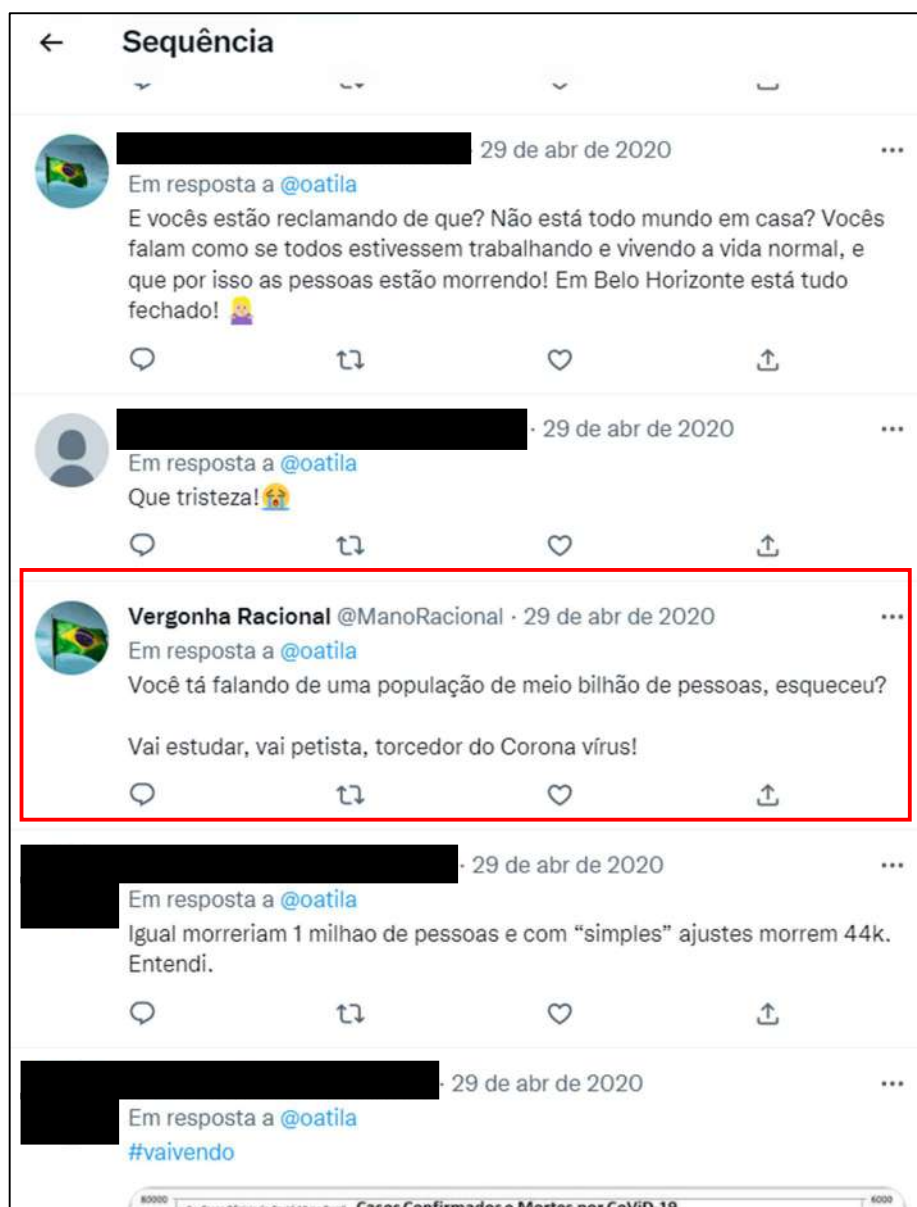 Sequência
29 de abr de 2020
Em resposta a @oatila
E vocês estão reclamando de que? Não está todo mundo em casa? Vocês
falam como se todos estivessem trabalhando e vivendo a vida normal, e
que por isso as pessoas estão morrendo! Em Belo Horizonte está tudo
fechado! 🤷🏼‍♀️
· 29 de abr de 2020
Em resposta a @oatila
Que tristeza!😭
Vergonha Racional @ManoRacional · 29 de abr de 2020
Em resposta a @oatila
Você tá falando de uma população de meio bilhão de pessoas, esqueceu?
Vai estudar, vai petista, torcedor do Corona vírus!
· 29 de abr de 2020
Em resposta a @oatila
Igual morreriam 1 milhao de pessoas e com “simples” ajustes morrem 44k.
Entendi.
· 29 de abr de 2020
Em resposta a @oatila
#vaivendo
80000 Casos Confirmados e Mortes por CoViD-19 6000